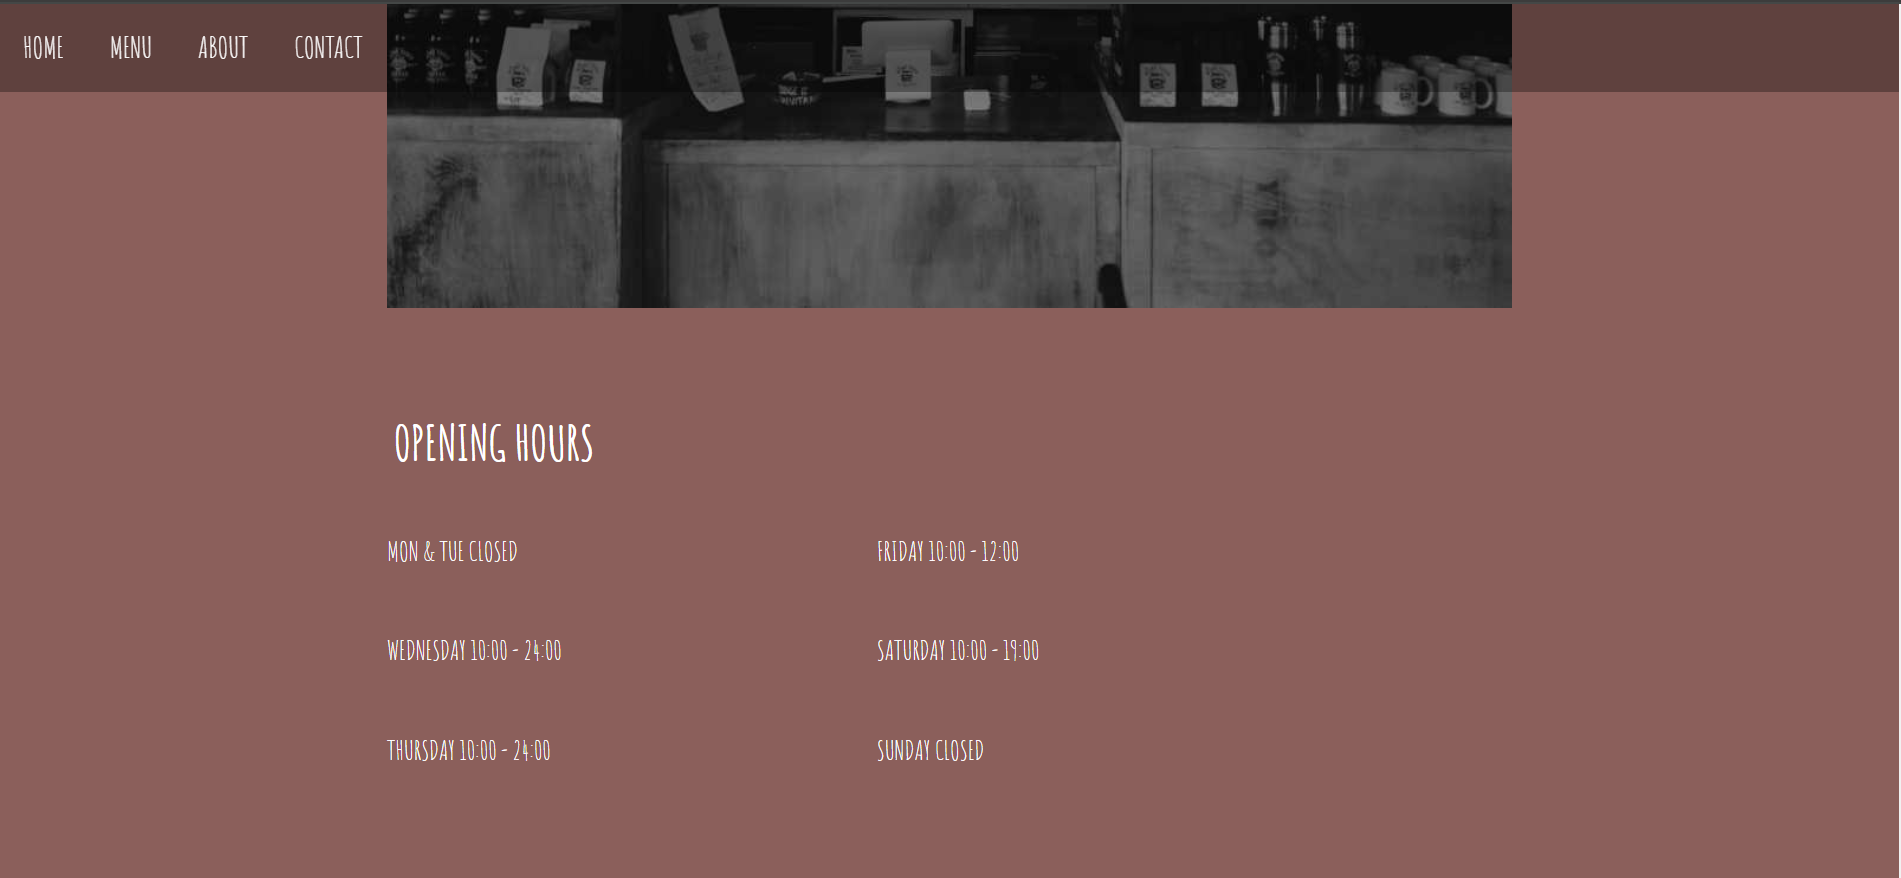 HOME MENU ABOUT CONTACT
OPENING HOURS
MON & TUE CLOSED
FRIDAY 10:00 - 12:00
WEDNESDAY 10:00 - 24:00
SATURDAY 10:00 - 19:00
THURSDAY 10:00 - 24:00
SUNDAY CLOSED